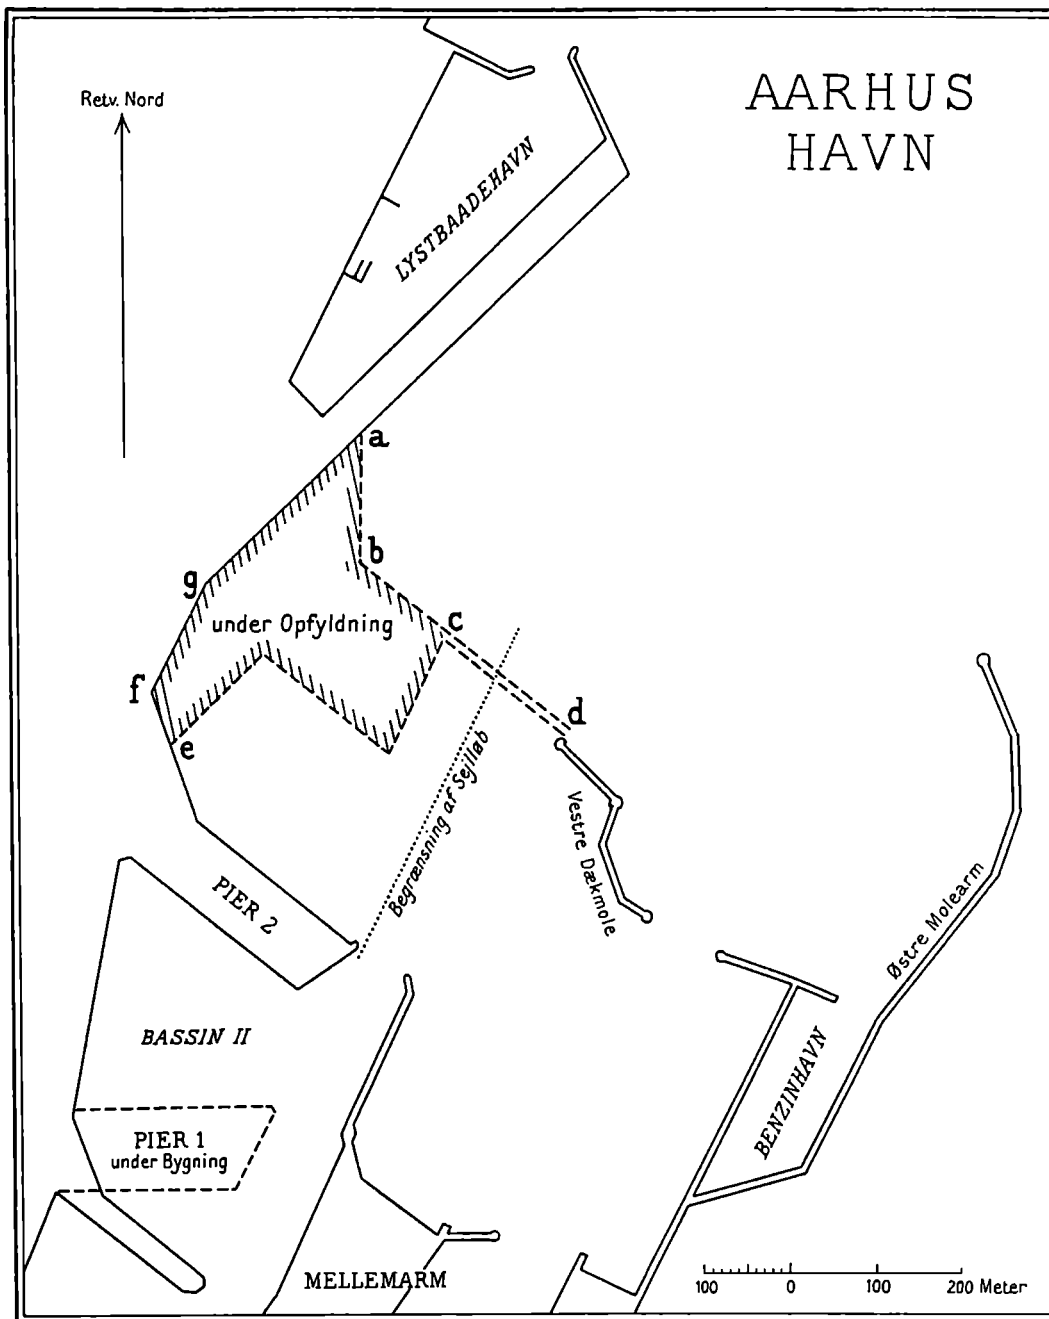 AARHUS
HAVN
Retv. Nord
LYSTBAADEHAVN
a
b
g
under Opfyldning
c
f
e
d
Begrænsning af Sejlløb
Vestre Dækmole
PIER 2
Østre Molearm
BASSIN II
BENZINHAVN
PIER 1
under Bygning
MELLEMARM
100 0 100 200 Meter